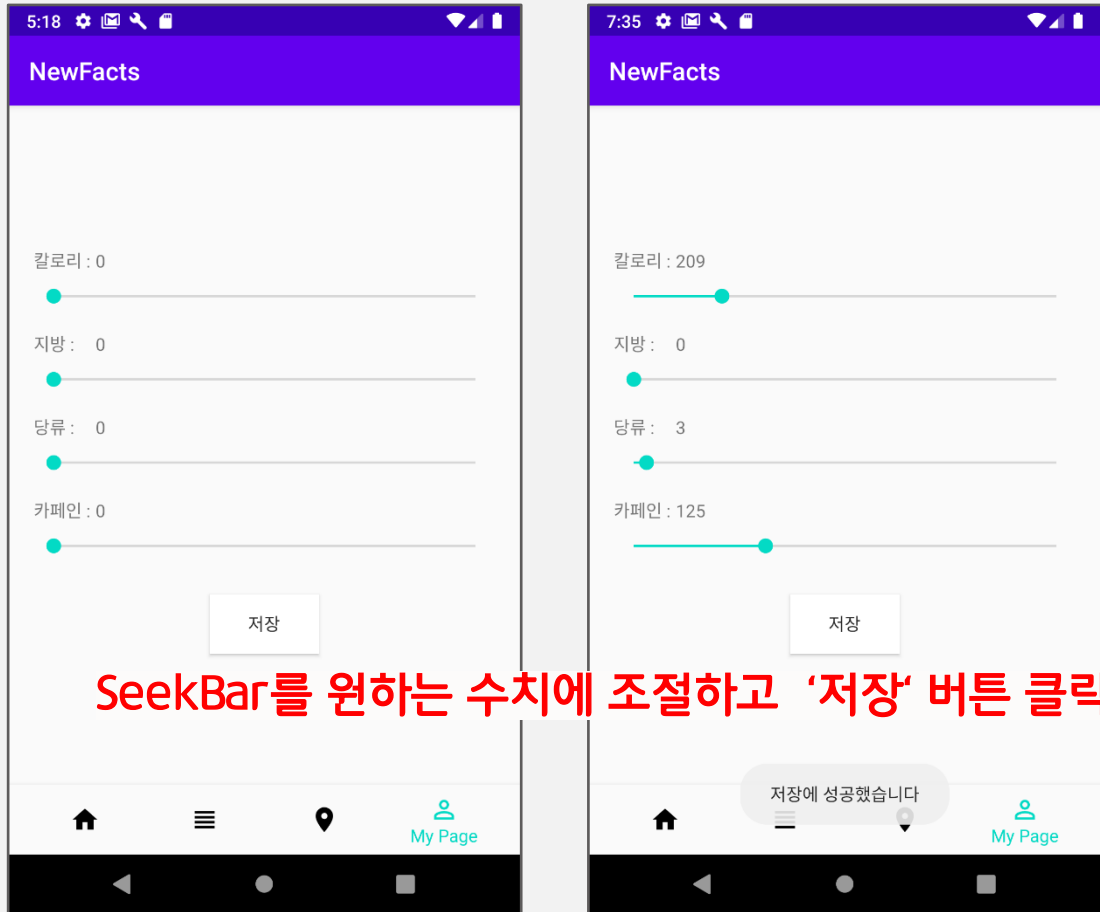 5:18
NewFacts
칼로리 : 0
지방 : 0
당류 : 0
카페인 : 0
저장
My Page
7:35
NewFacts
칼로리 : 209
지방 : 0
당류 : 3
카페인 : 125
저장
저장에 성공했습니다
My Page
SeekBar를 원하는 수치에 조절하고 ‘저장‘ 버튼 클릭